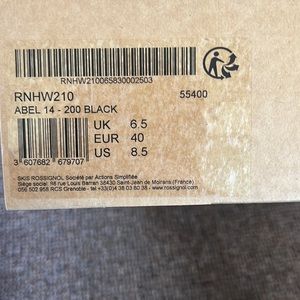 RNHW210065830002503
RNHW210 55400
ABEL 14 - 200 BLACK
UK 6.5
EUR 40
US 8.5
3 607682 679707
SKIS ROSSIGNOL Société par Actions Simplifiée
Siège social: 98 rue Louis Barran 38430 Saint-Jean de Moirans (France)
056 502 958 RCS Grenoble - tel +33(0)4 38 03 80 38 - www.rossignol.com